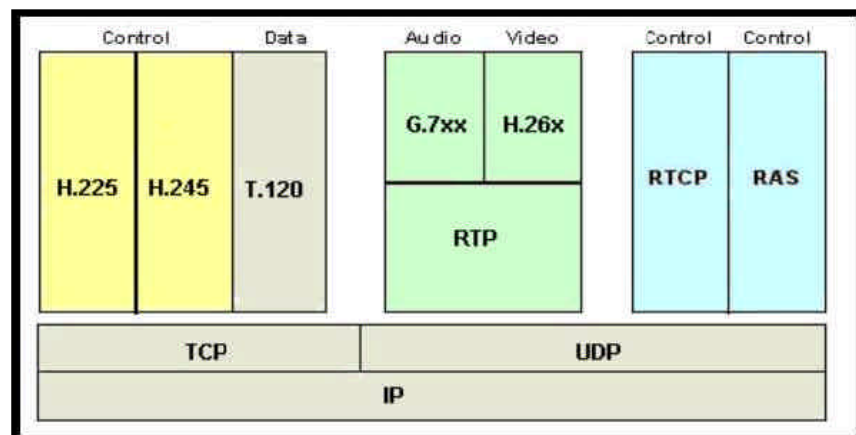 Control Data Audio Video Control Control
G.7xx H.26x
H.225 H.245 T.120 RTCP RAS
RTP
TCP UDP
IP